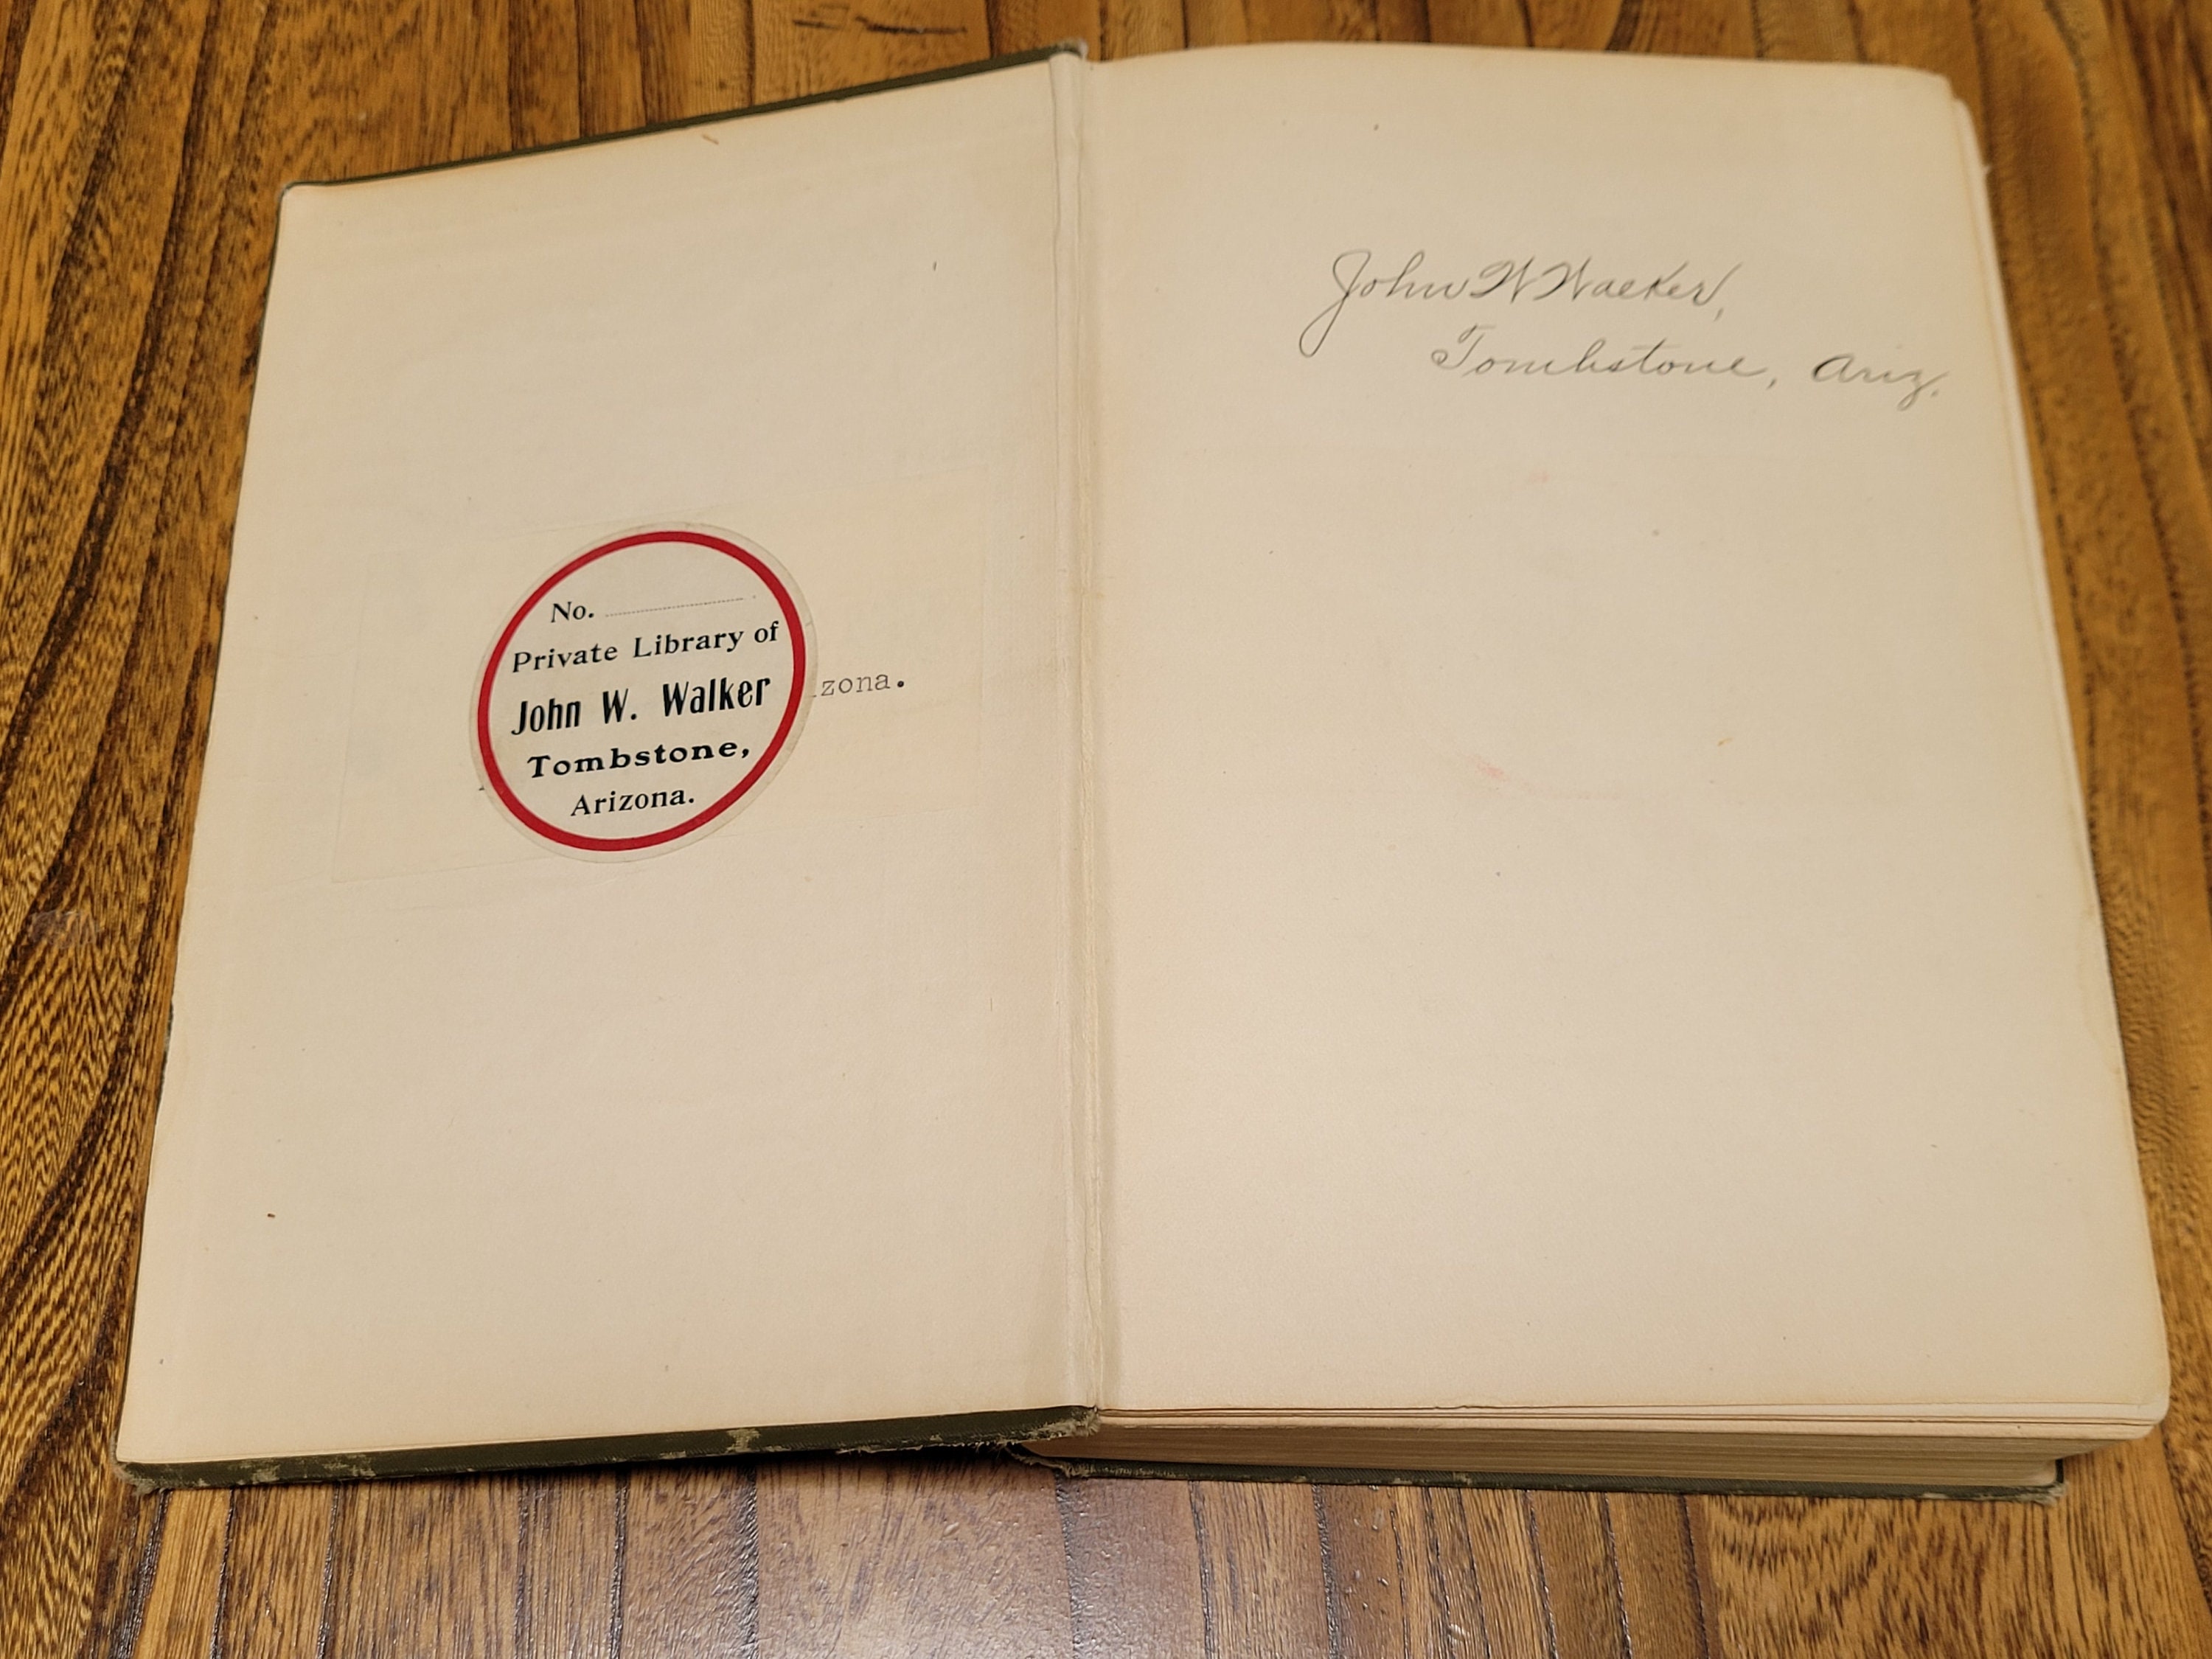 No.
Private Library of
John W. Walker
Tombstone,
Arizona.
zona.
John W Walker,
Tombstone, Ariz.